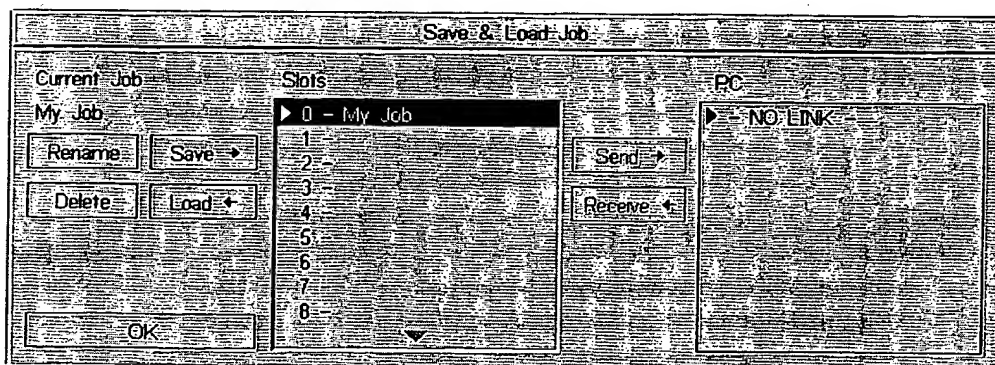 Save & Load Job
Current Job
My Job
Rename
Save →
Delete
Load ←
OK
Slots
0 - My Job
1
2 -
3 -
4 -
5 -
6 -
7
8 -
Send →
Receive ←
PC
- NO LINK -